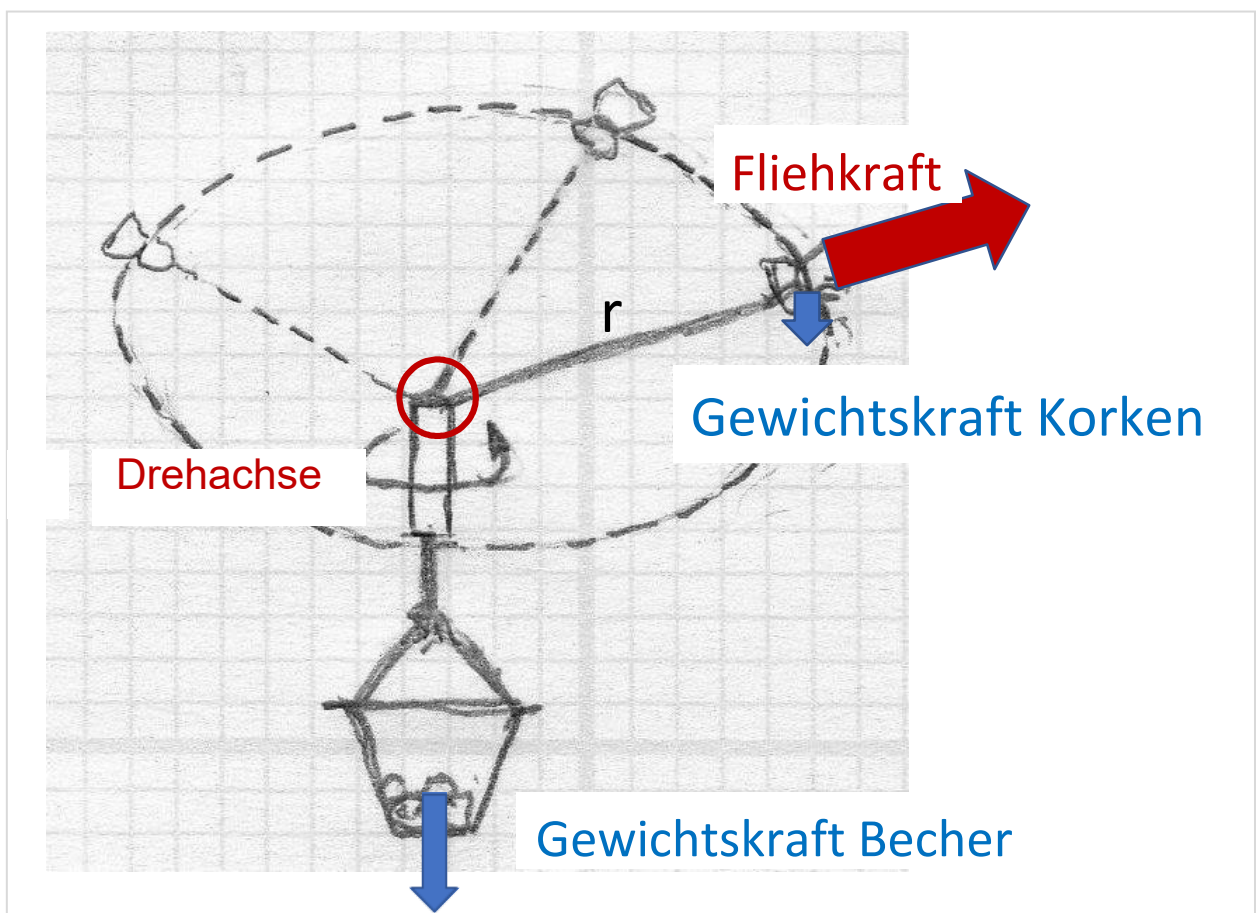 Fliehkraft
r
Gewichtskraft Korken
Drehachse
Gewichtskraft Becher